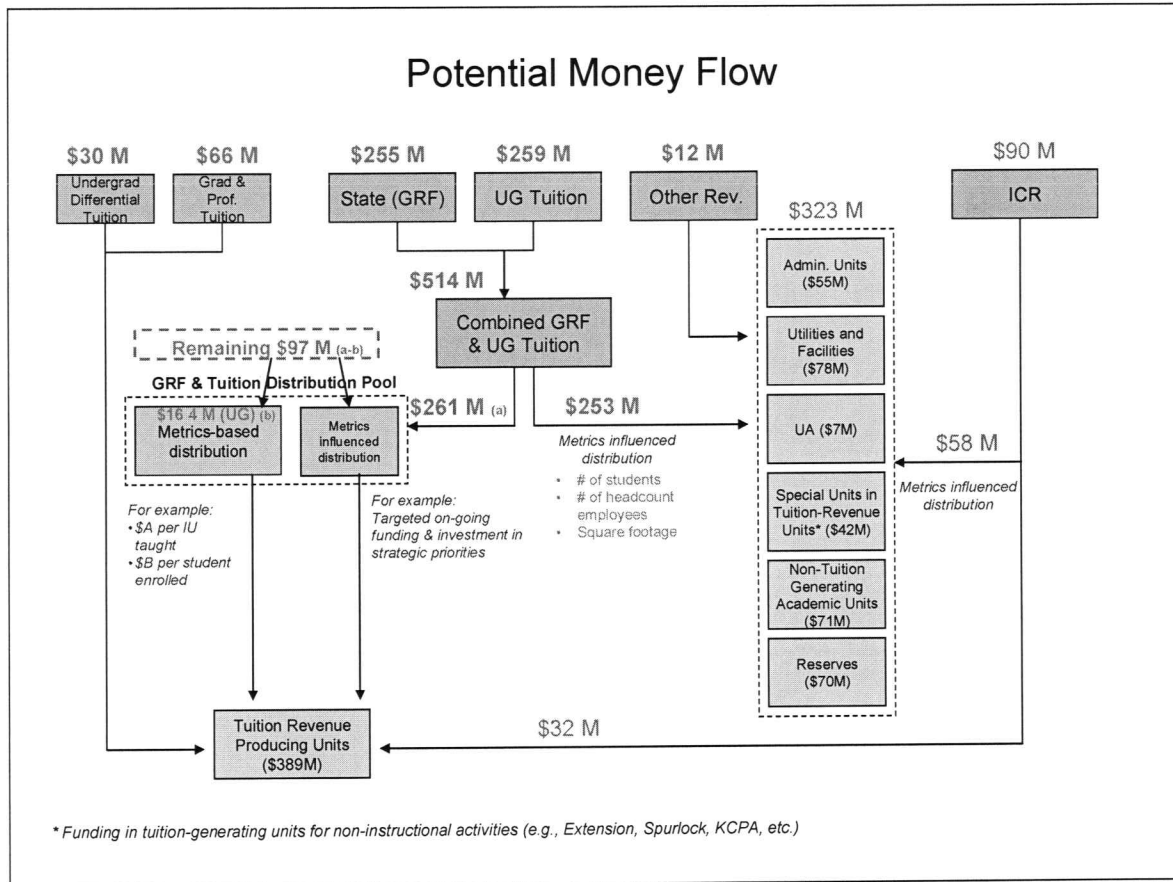 Potential Money Flow
$30 M
$66 M
$255 M
$259 M
$12 M
$90 M
Undergrad
Differential
Tuition
Grad &
Prof.
Tuition
State (GRF)
UG Tuition
Other Rev.
ICR
$323 M
Admin. Units
($55M)
Utilities and
Facilities
($78M)
UA ($7M)
Special Units in
Tuition-Revenue
Units* ($42M)
Non-Tuition
Generating
Academic Units
($71M)
Reserves
($70M)
$514 M
Combined GRF
& UG Tuition
Remaining $97 M (a-b)
GRF & Tuition Distribution Pool
$16.4 M (UG) (b)
Metrics-based
distribution
Metrics
influenced
distribution
$261 M (a)
$253 M
Metrics influenced
distribution
• # of students
• # of headcount
employees
• Square footage
$58 M
Metrics influenced
distribution
For example:
• $A per IU
taught
• $B per student
enrolled
For example:
Targeted on-going
funding & investment in
strategic priorities
Tuition Revenue
Producing Units
($389M)
$32 M
* Funding in tuition-generating units for non-instructional activities (e.g., Extension, Spurlock, KCPA, etc.)